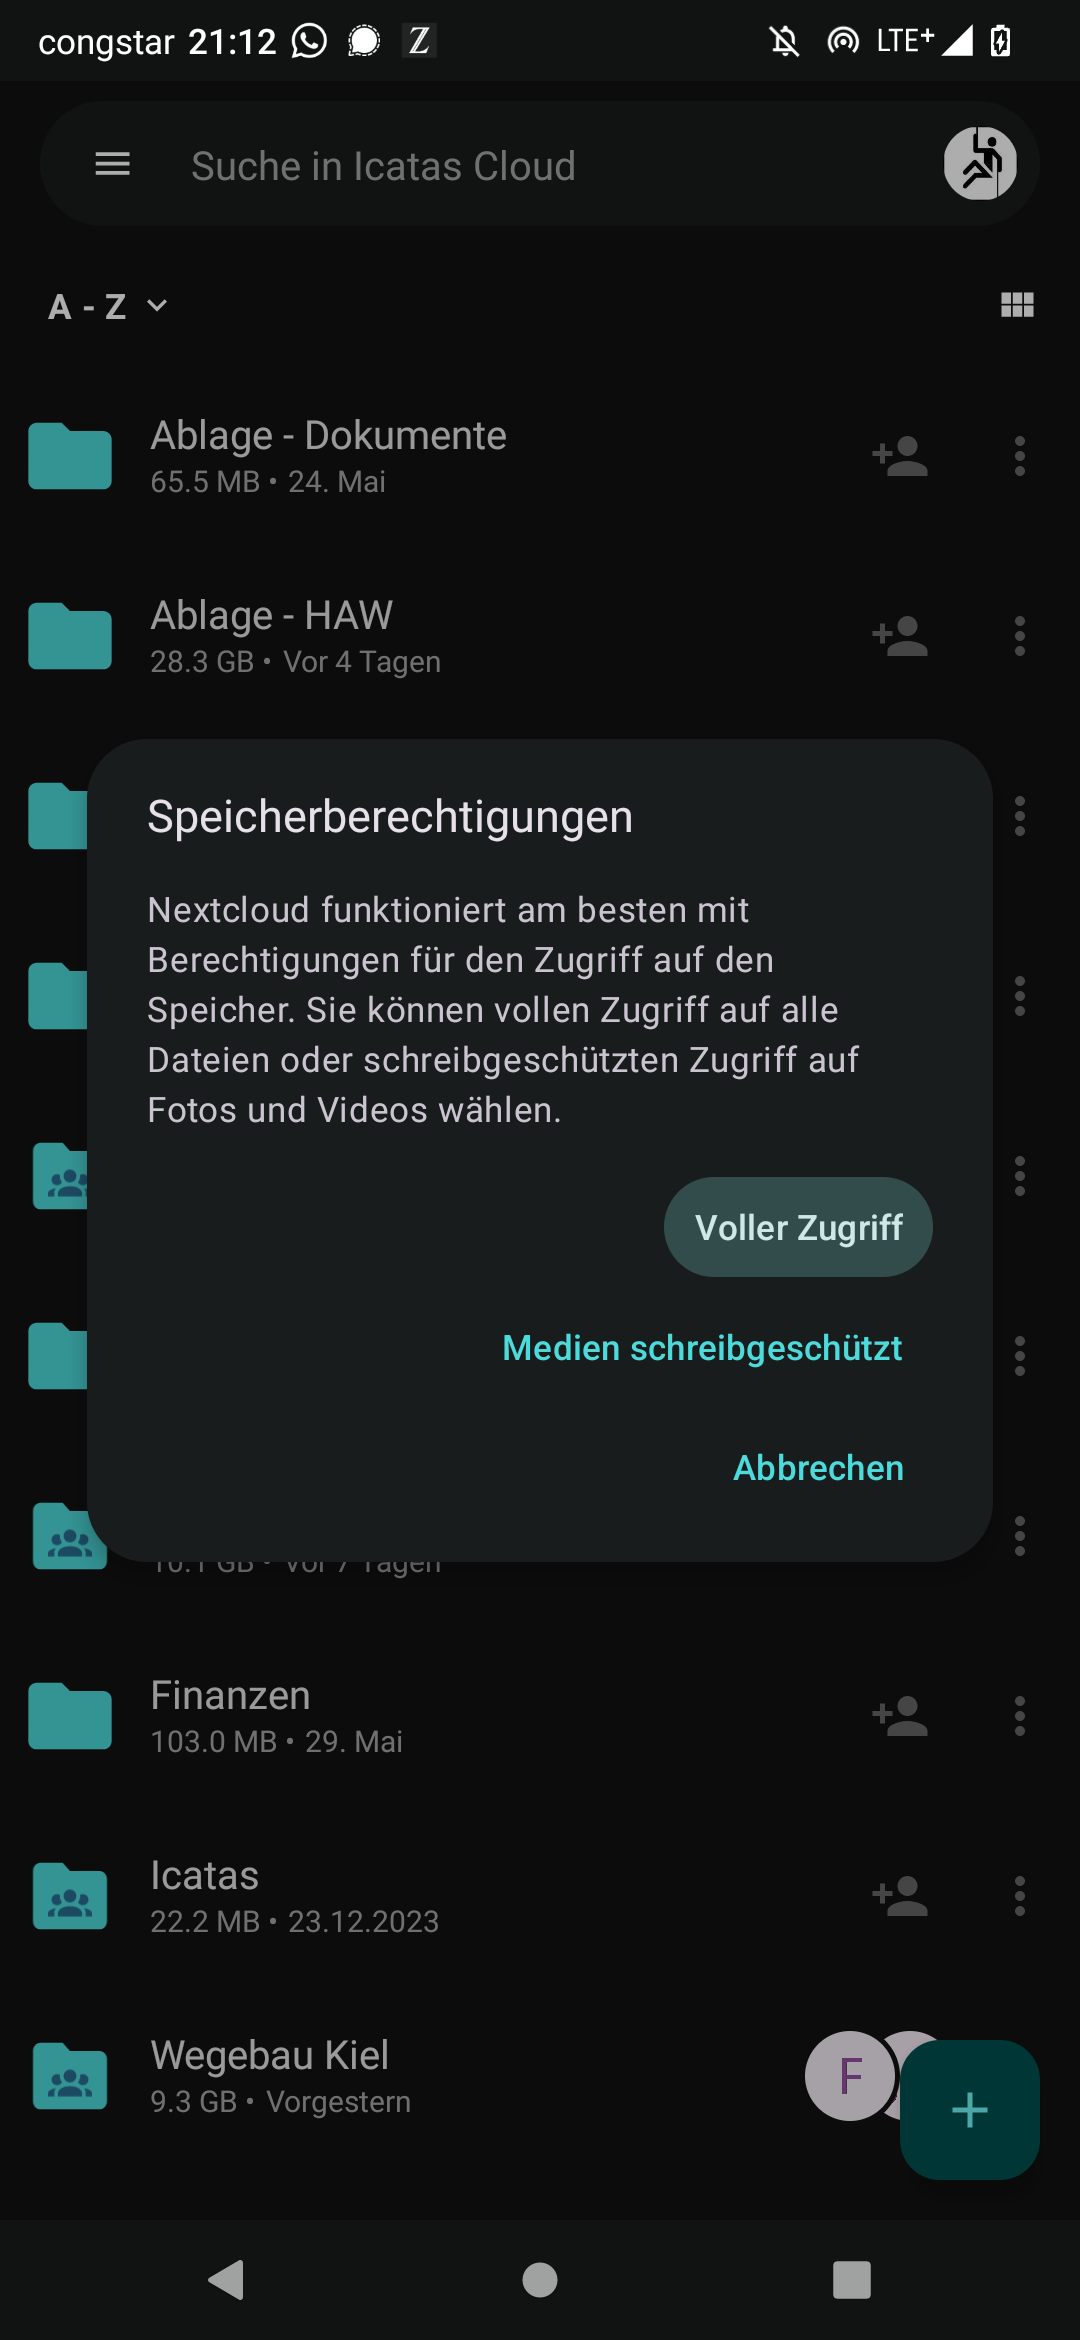 congstar 21:12 Z LTE+
Suche in Icatas Cloud
A - Z
Ablage - Dokumente
65.5 MB • 24. Mai
Ablage - HAW
28.3 GB • Vor 4 Tagen
Speicherberechtigungen
Nextcloud funktioniert am besten mit
Berechtigungen für den Zugriff auf den
Speicher. Sie können vollen Zugriff auf alle
Dateien oder schreibgeschützten Zugriff auf
Fotos und Videos wählen.
Voller Zugriff
Medien schreibgeschützt
Abbrechen
10.1 GB • Vor 7 Tagen
Finanzen
103.0 MB • 29. Mai
Icatas
22.2 MB • 23.12.2023
Wegebau Kiel
9.3 GB • Vorgestern
F